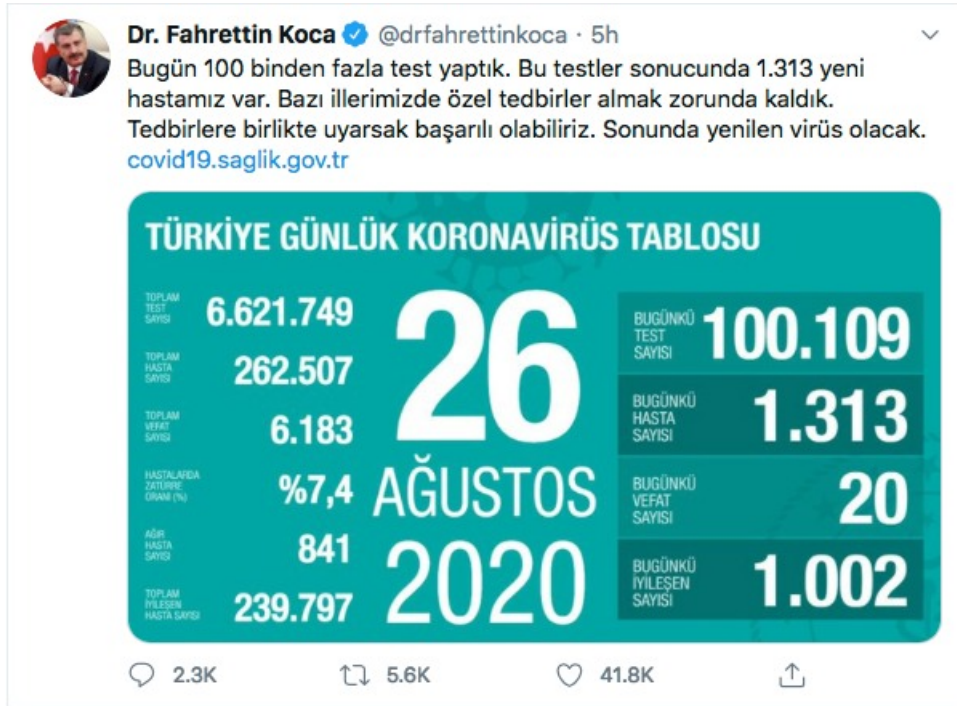 Dr. Fahrettin Koca @drfahrettinkoca · 5h
Bugün 100 binden fazla test yaptık. Bu testler sonucunda 1.313 yeni
hastamız var. Bazı illerimizde özel tedbirler almak zorunda kaldık.
Tedbirlere birlikte uyarsak başarılı olabiliriz. Sonunda yenilen virüs olacak.
covid19.saglik.gov.tr
TÜRKİYE GÜNLÜK KORONAVİRÜS TABLOSU
TOPLAM
TEST
SAYISI
6.621.749
TOPLAM
HASTA
SAYISI
262.507
TOPLAM
VEFAT
SAYISI
6.183
HASTALARDA
ZATÜRRE
ORANI (%)
%7,4
AĞIR
HASTA
SAYISI
841
TOPLAM
İYİLEŞEN
HASTA SAYISI
239.797
26
AĞUSTOS
2020
BUGÜNKÜ
TEST
SAYISI
100.109
BUGÜNKÜ
HASTA
SAYISI
1.313
BUGÜNKÜ
VEFAT
SAYISI
20
BUGÜNKÜ
İYİLEŞEN
SAYISI
1.002
2.3K 5.6K 41.8K